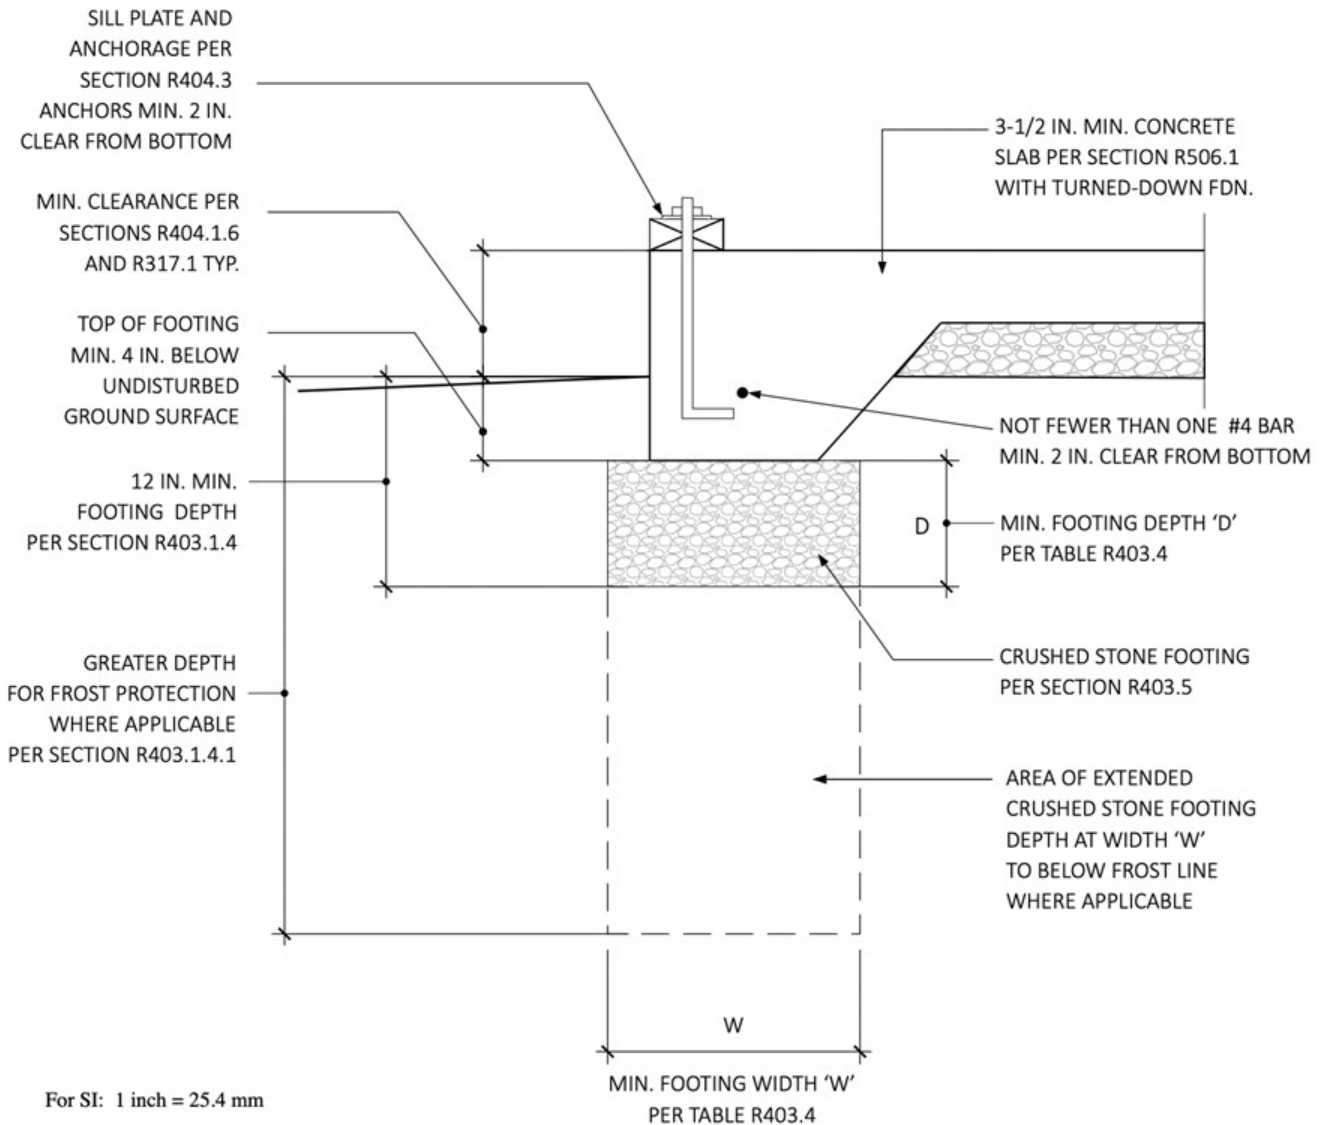 SILL PLATE AND
ANCHORAGE PER
SECTION R404.3
ANCHORS MIN. 2 IN.
CLEAR FROM BOTTOM
3-1/2 IN. MIN. CONCRETE
SLAB PER SECTION R506.1
WITH TURNED-DOWN FDN.
MIN. CLEARANCE PER
SECTIONS R404.1.6
AND R317.1 TYP.
TOP OF FOOTING
MIN. 4 IN. BELOW
UNDISTURBED
GROUND SURFACE
NOT FEWER THAN ONE #4 BAR
MIN. 2 IN. CLEAR FROM BOTTOM
12 IN. MIN.
FOOTING DEPTH
PER SECTION R403.1.4
D
MIN. FOOTING DEPTH ‘D’
PER TABLE R403.4
GREATER DEPTH
FOR FROST PROTECTION
WHERE APPLICABLE
PER SECTION R403.1.4.1
CRUSHED STONE FOOTING
PER SECTION R403.5
AREA OF EXTENDED
CRUSHED STONE FOOTING
DEPTH AT WIDTH ‘W’
TO BELOW FROST LINE
WHERE APPLICABLE
W
MIN. FOOTING WIDTH ‘W’
PER TABLE R403.4
For SI: 1 inch = 25.4 mm